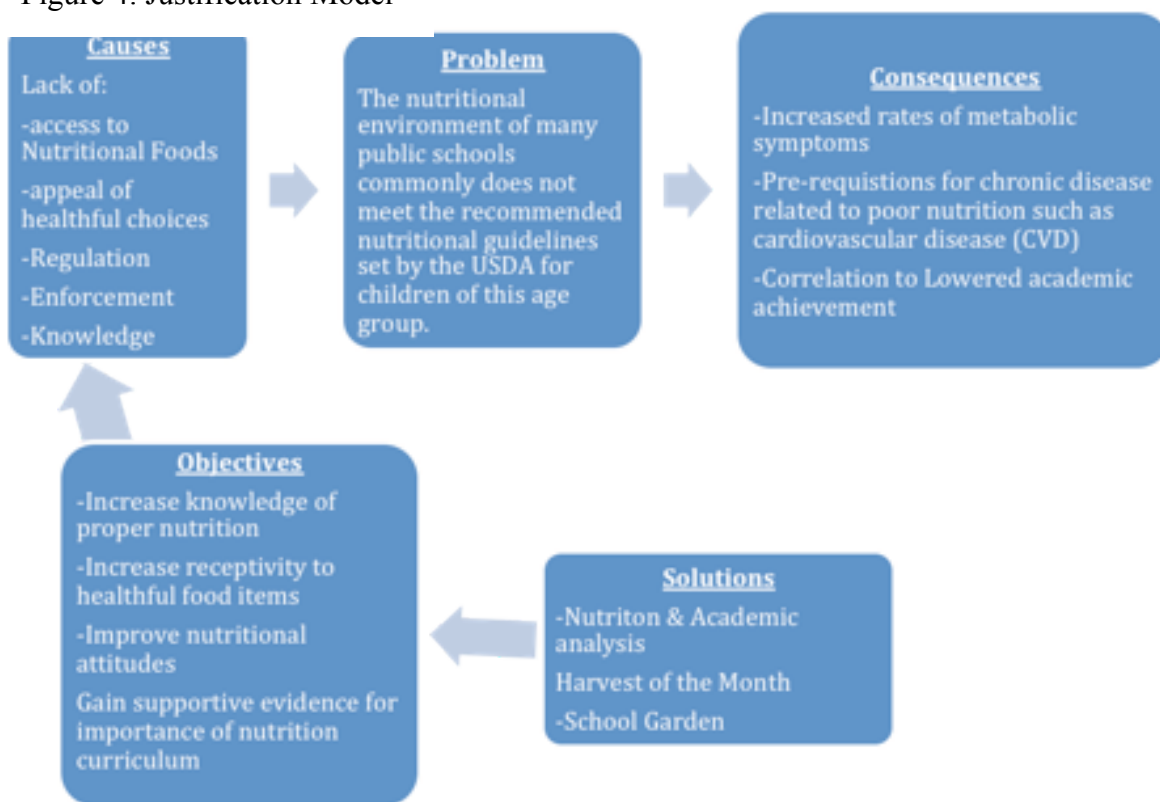 Figure 4: Justification Model
Causes
Lack of:
-access to
Nutritional Foods
-appeal of
healthful choices
-Regulation
-Enforcement
-Knowledge
Problem
The nutritional
environment of many
public schools
commonly does not
meet the recommended
nutritional guidelines
set by the USDA for
children of this age
group.
Consequences
-Increased rates of metabolic
symptoms
-Pre-requistions for chronic disease
related to poor nutrition such as
cardiovascular disease (CVD)
-Correlation to Lowered academic
achievement
Objectives
-Increase knowledge of
proper nutrition
-Increase receptivity to
healthful food items
-Improve nutritional
attitudes
Gain supportive evidence for
importance of nutrition
curriculum
Solutions
-Nutriton & Academic
analysis
Harvest of the Month
-School Garden